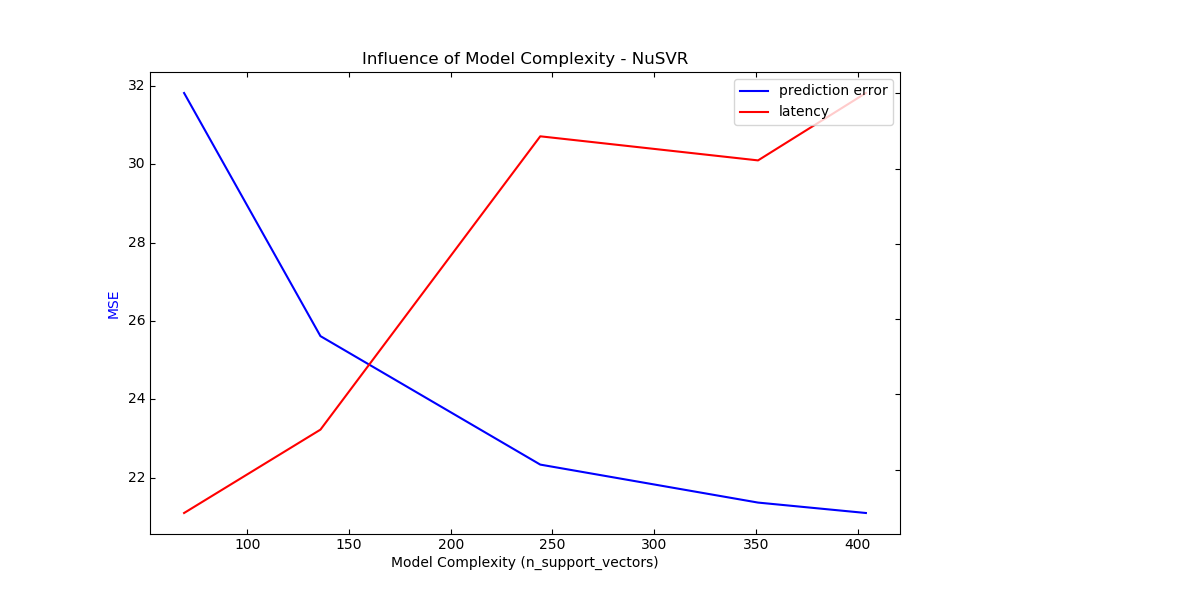 Influence of Model Complexity - NuSVR
prediction error
latency
32
30
28
26
24
22
MSE
100 150 200 250 300 350 400
Model Complexity (n_support_vectors)